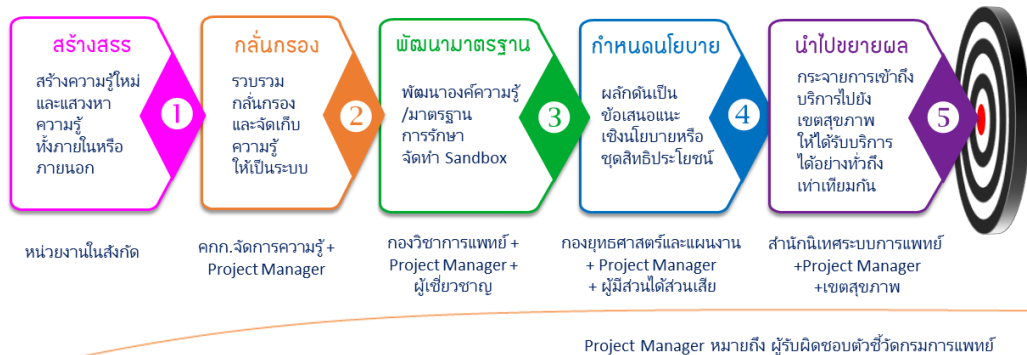 สร้างสรร
สร้างความรู้ใหม่
และแสวงหา
ความรู้
ทั้งภายในหรือ
ภายนอก
1
หน่วยงานในสังกัด
กลั่นกรอง
รวบรวม
กลั่นกรอง
และจัดเก็บ
ความรู้
ให้เป็นระบบ
2
คกก.จัดการความรู้ +
Project Manager
พัฒนามาตรฐาน
พัฒนาองค์ความรู้
/มาตรฐาน
การรักษา
จัดทำ Sandbox
3
กองวิชาการแพทย์ +
Project Manager +
ผู้เชี่ยวชาญ
กำหนดนโยบาย
ผลักดันเป็น
ข้อเสนอแนะ
เชิงนโยบายหรือ
ชุดสิทธิประโยชน์
4
กองยุทธศาสตร์และแผนงาน
+ Project Manager
+ ผู้มีส่วนได้ส่วนเสีย
นำไปขยายผล
กระจายการเข้าถึง
บริการไปยัง
เขตสุขภาพ
ให้ได้รับบริการ
ได้อย่างทั่วถึง
เท่าเทียมกัน
5
สำนักนิเทศระบบการแพทย์
+Project Manager
+เขตสุขภาพ
Project Manager หมายถึง ผู้รับผิดชอบตัวชี้วัดกรมการแพทย์